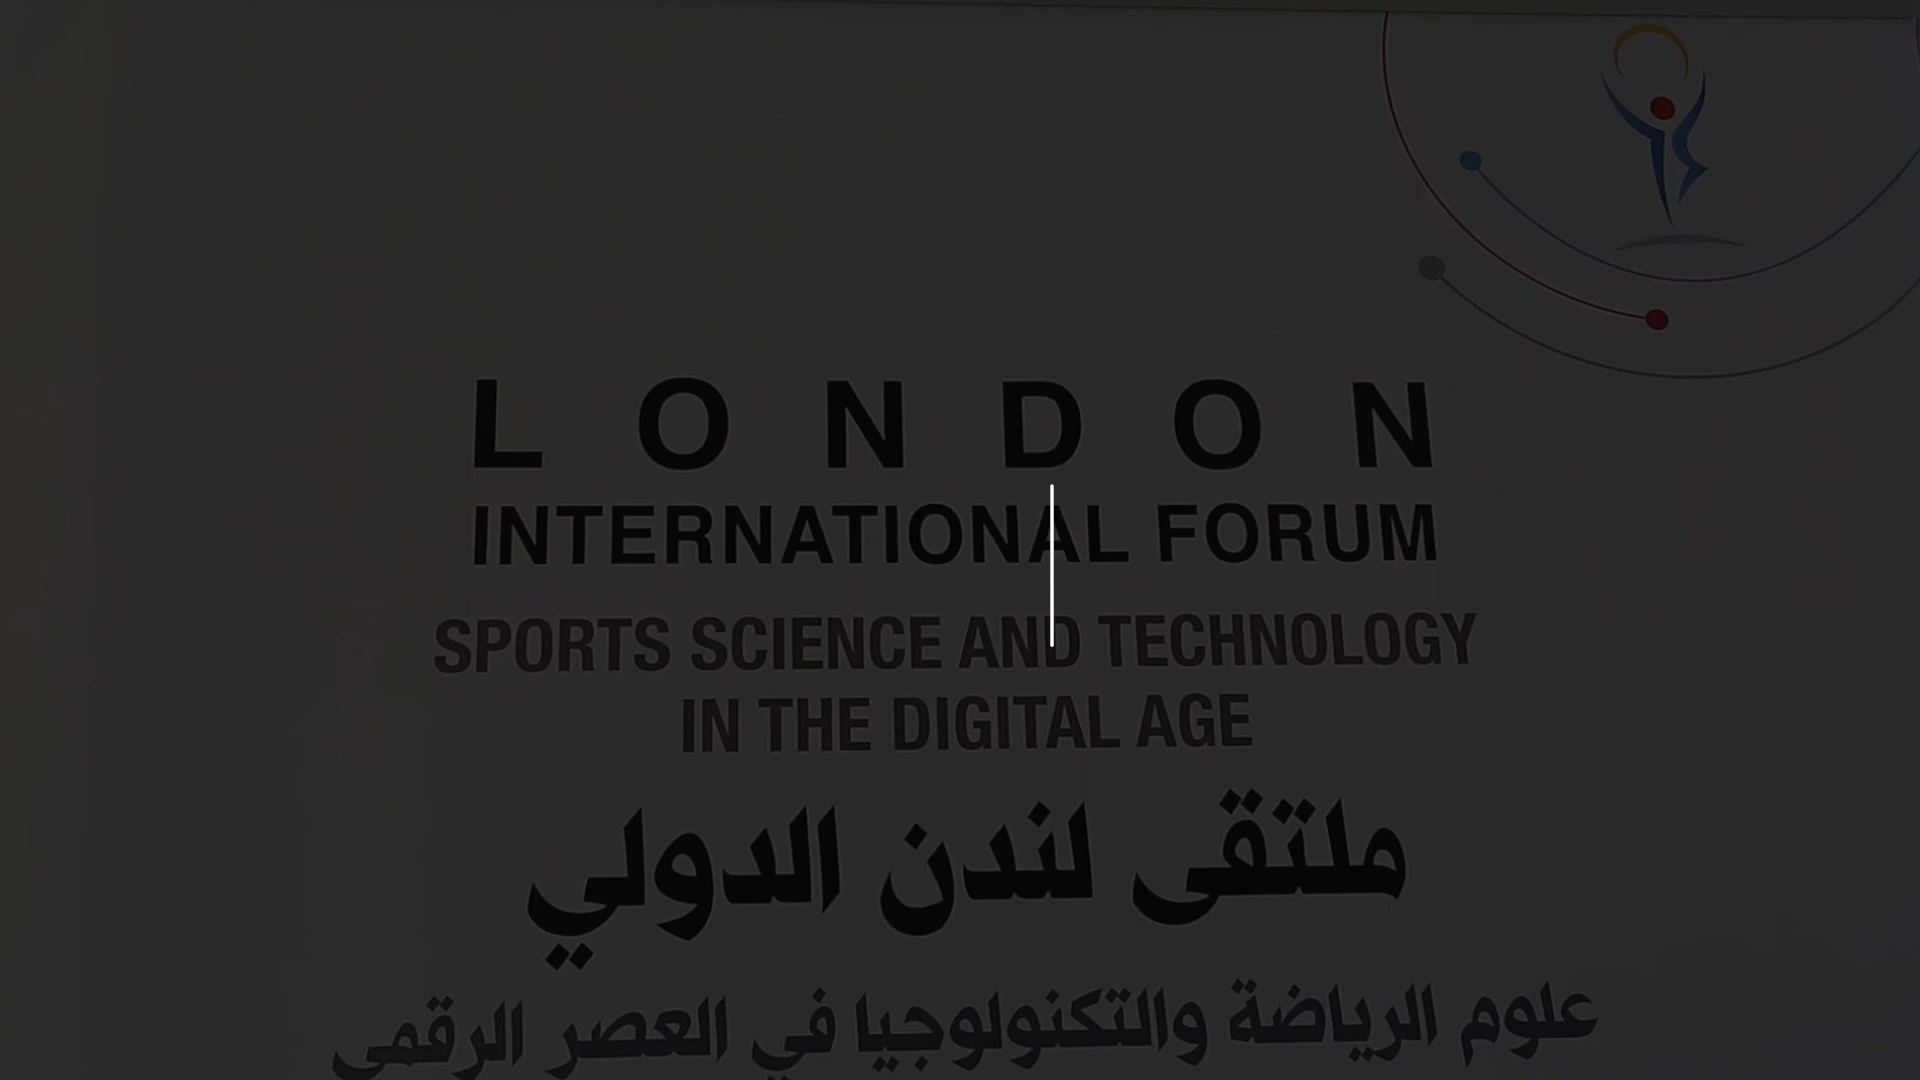 LONDON
INTERNATIONAL FORUM
SPORTS SCIENCE AND TECHNOLOGY
IN THE DIGITAL AGE
ملتقى لندن الدولي
علوم الرياضة والتكنولوجيا في العصر الرقمي